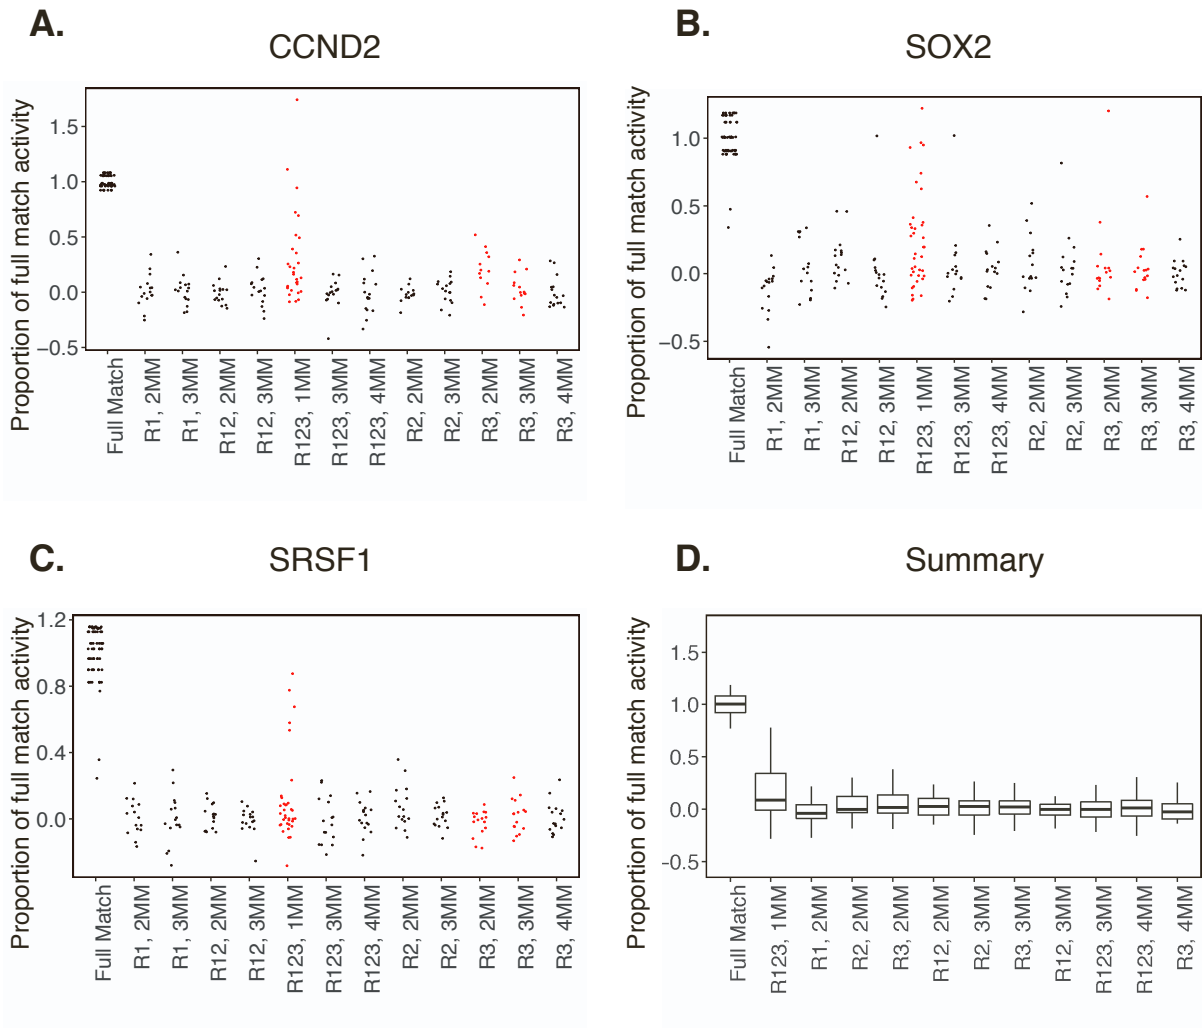 A.
CCND2
Proportion of full match activity
1.5
1.0
0.5
0.0
−0.5
Full Match
R1, 2MM
R1, 3MM
R12, 2MM
R12, 3MM
R123, 1MM
R123, 3MM
R123, 4MM
R2, 2MM
R2, 3MM
R3, 2MM
R3, 3MM
R3, 4MM
B.
SOX2
Proportion of full match activity
1.0
0.5
0.0
−0.5
Full Match
R1, 2MM
R1, 3MM
R12, 2MM
R12, 3MM
R123, 1MM
R123, 3MM
R123, 4MM
R2, 2MM
R2, 3MM
R3, 2MM
R3, 3MM
R3, 4MM
C.
SRSF1
Proportion of full match activity
1.2
0.8
0.4
0.0
Full Match
R1, 2MM
R1, 3MM
R12, 2MM
R12, 3MM
R123, 1MM
R123, 3MM
R123, 4MM
R2, 2MM
R2, 3MM
R3, 2MM
R3, 3MM
R3, 4MM
D.
Summary
Proportion of full match activity
1.5
1.0
0.5
0.0
-0.5
Full Match
R123, 1MM
R1, 2MM
R2, 2MM
R3, 2MM
R12, 2MM
R2, 3MM
R3, 3MM
R12, 3MM
R123, 3MM
R123, 4MM
R3, 4MM